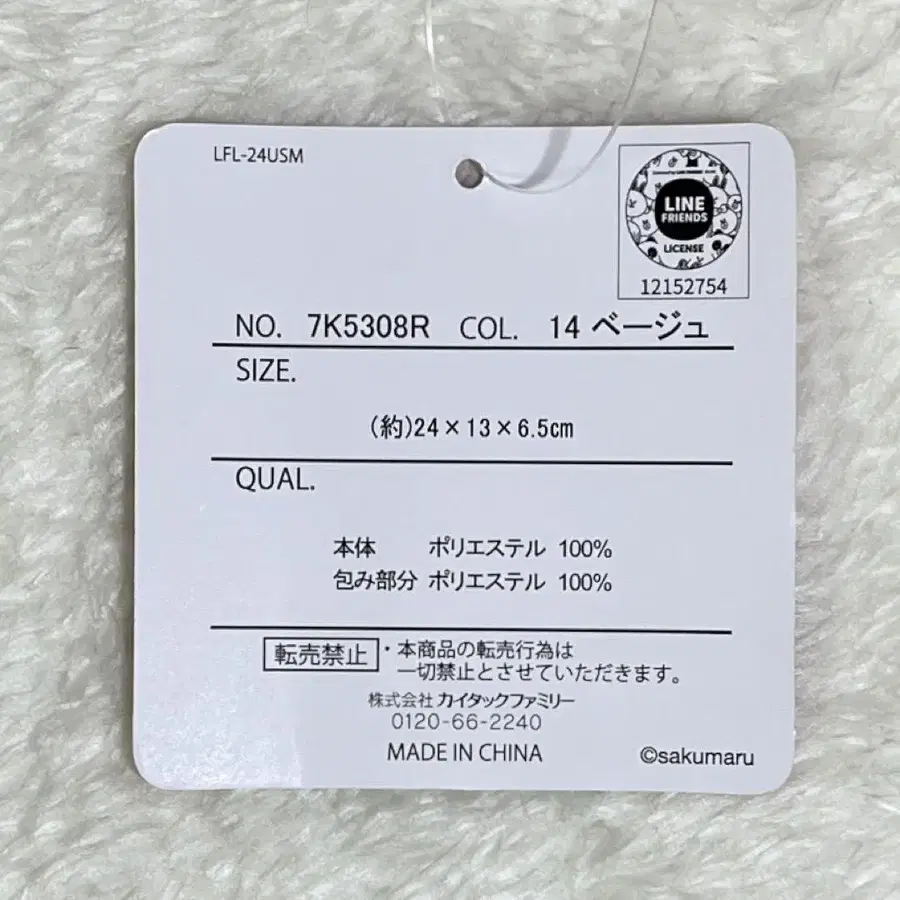 LFL-24USM
LINE
FRIENDS
LICENSE
12152754
NO. 7K5308R COL. 14 ベージュ
SIZE.
(約)24×13×6.5cm
QUAL.
本体 ポリエステル 100%
包み部分 ポリエステル 100%
転売禁止 ・本商品の転売行為は
一切禁止とさせていただきます。
株式会社 カイタックファミリー
0120-66-2240
MADE IN CHINA
©sakumaru